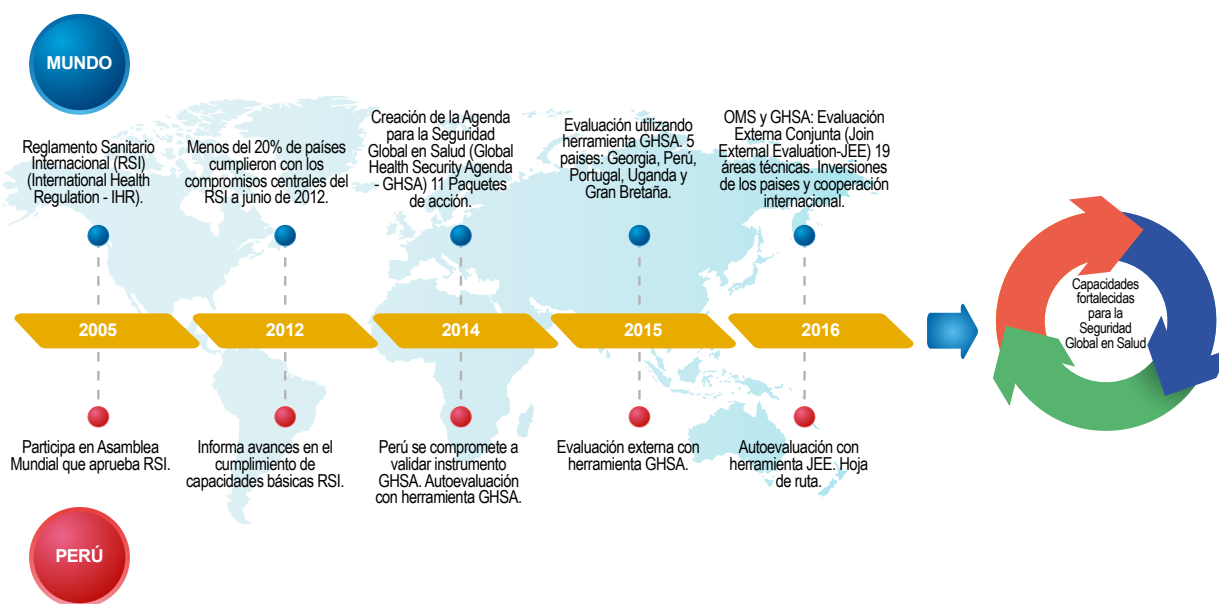 MUNDO
Reglamento Sanitario
Internacional (RSI)
(International Health
Regulation - IHR).
Menos del 20% de países
cumplieron con los
compromisos centrales del
RSI a junio de 2012.
Creación de la Agenda
para la Seguridad
Global en Salud (Global
Health Security Agenda
- GHSA) 11 Paquetes
de acción.
Evaluación utilizando
herramienta GHSA. 5
paises: Georgia, Perú,
Portugal, Uganda y
Gran Bretaña.
OMS y GHSA: Evaluación
Externa Conjunta (Join
External Evaluation-JEE) 19
áreas técnicas. Inversiones
de los paises y cooperación
internacional.
2005
2012
2014
2015
2016
Capacidades
fortalecidas
para la
Seguridad
Global en Salud
Participa en Asamblea
Mundial que aprueba RSI.
Informa avances en el
cumplimiento de
capacidades básicas RSI.
Perú se compromete a
validar instrumento
GHSA. Autoevaluación
con herramienta GHSA.
Evaluación externa con
herramienta GHSA.
Autoevaluación con
herramienta JEE. Hoja
de ruta.
PERÚ